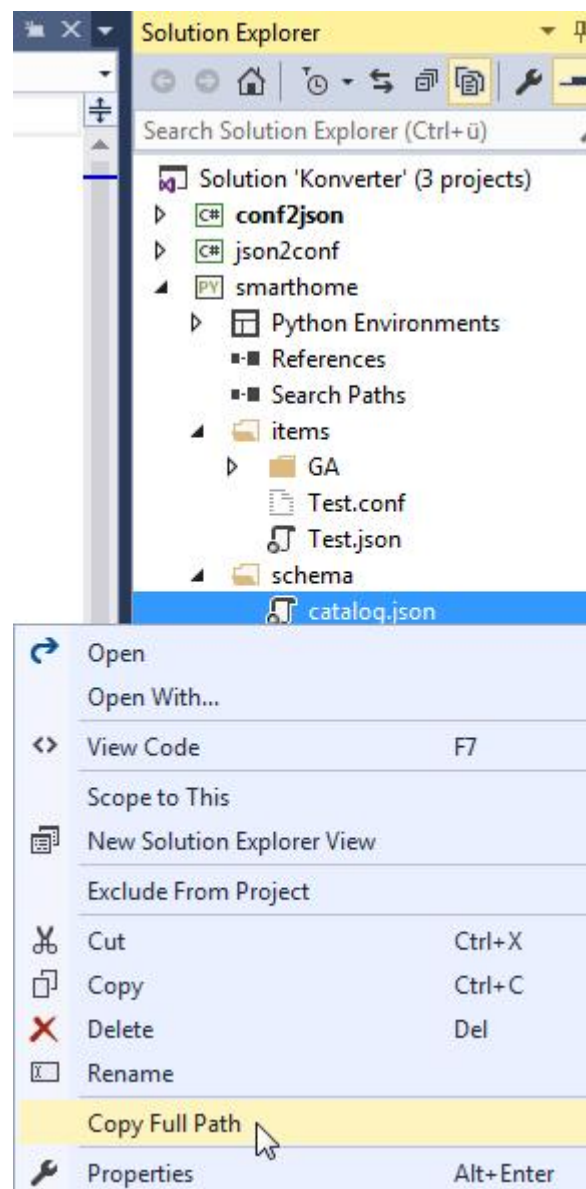 Solution Explorer
Search Solution Explorer (Ctrl+ü)
Solution 'Konverter' (3 projects)
C# conf2json
C# json2conf
PY smarthome
Python Environments
References
Search Paths
items
GA
Test.conf
Test.json
schema
catalog.json
Open
Open With...
View Code F7
Scope to This
New Solution Explorer View
Exclude From Project
Cut Ctrl+X
Copy Ctrl+C
Delete Del
Rename
Copy Full Path
Properties Alt+Enter